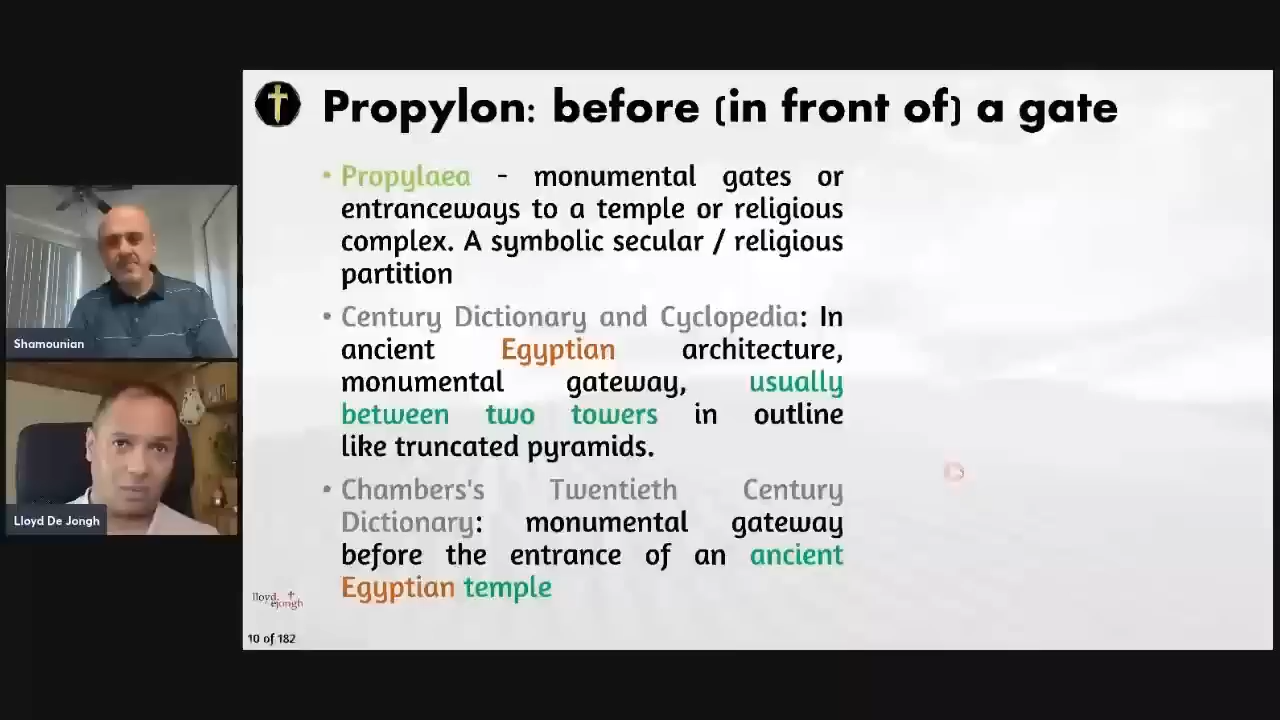 Propylon: before (in front of) a gate
• Propylaea - monumental gates or
entranceways to a temple or religious
complex. A symbolic secular / religious
partition
• Century Dictionary and Cyclopedia: In
ancient Egyptian architecture,
monumental gateway, usually
between two towers in outline
like truncated pyramids.
• Chambers's Twentieth Century
Dictionary: monumental gateway
before the entrance of an ancient
Egyptian temple
Shamounian
Lloyd De Jongh
lloyd
dejongh
10 of 182